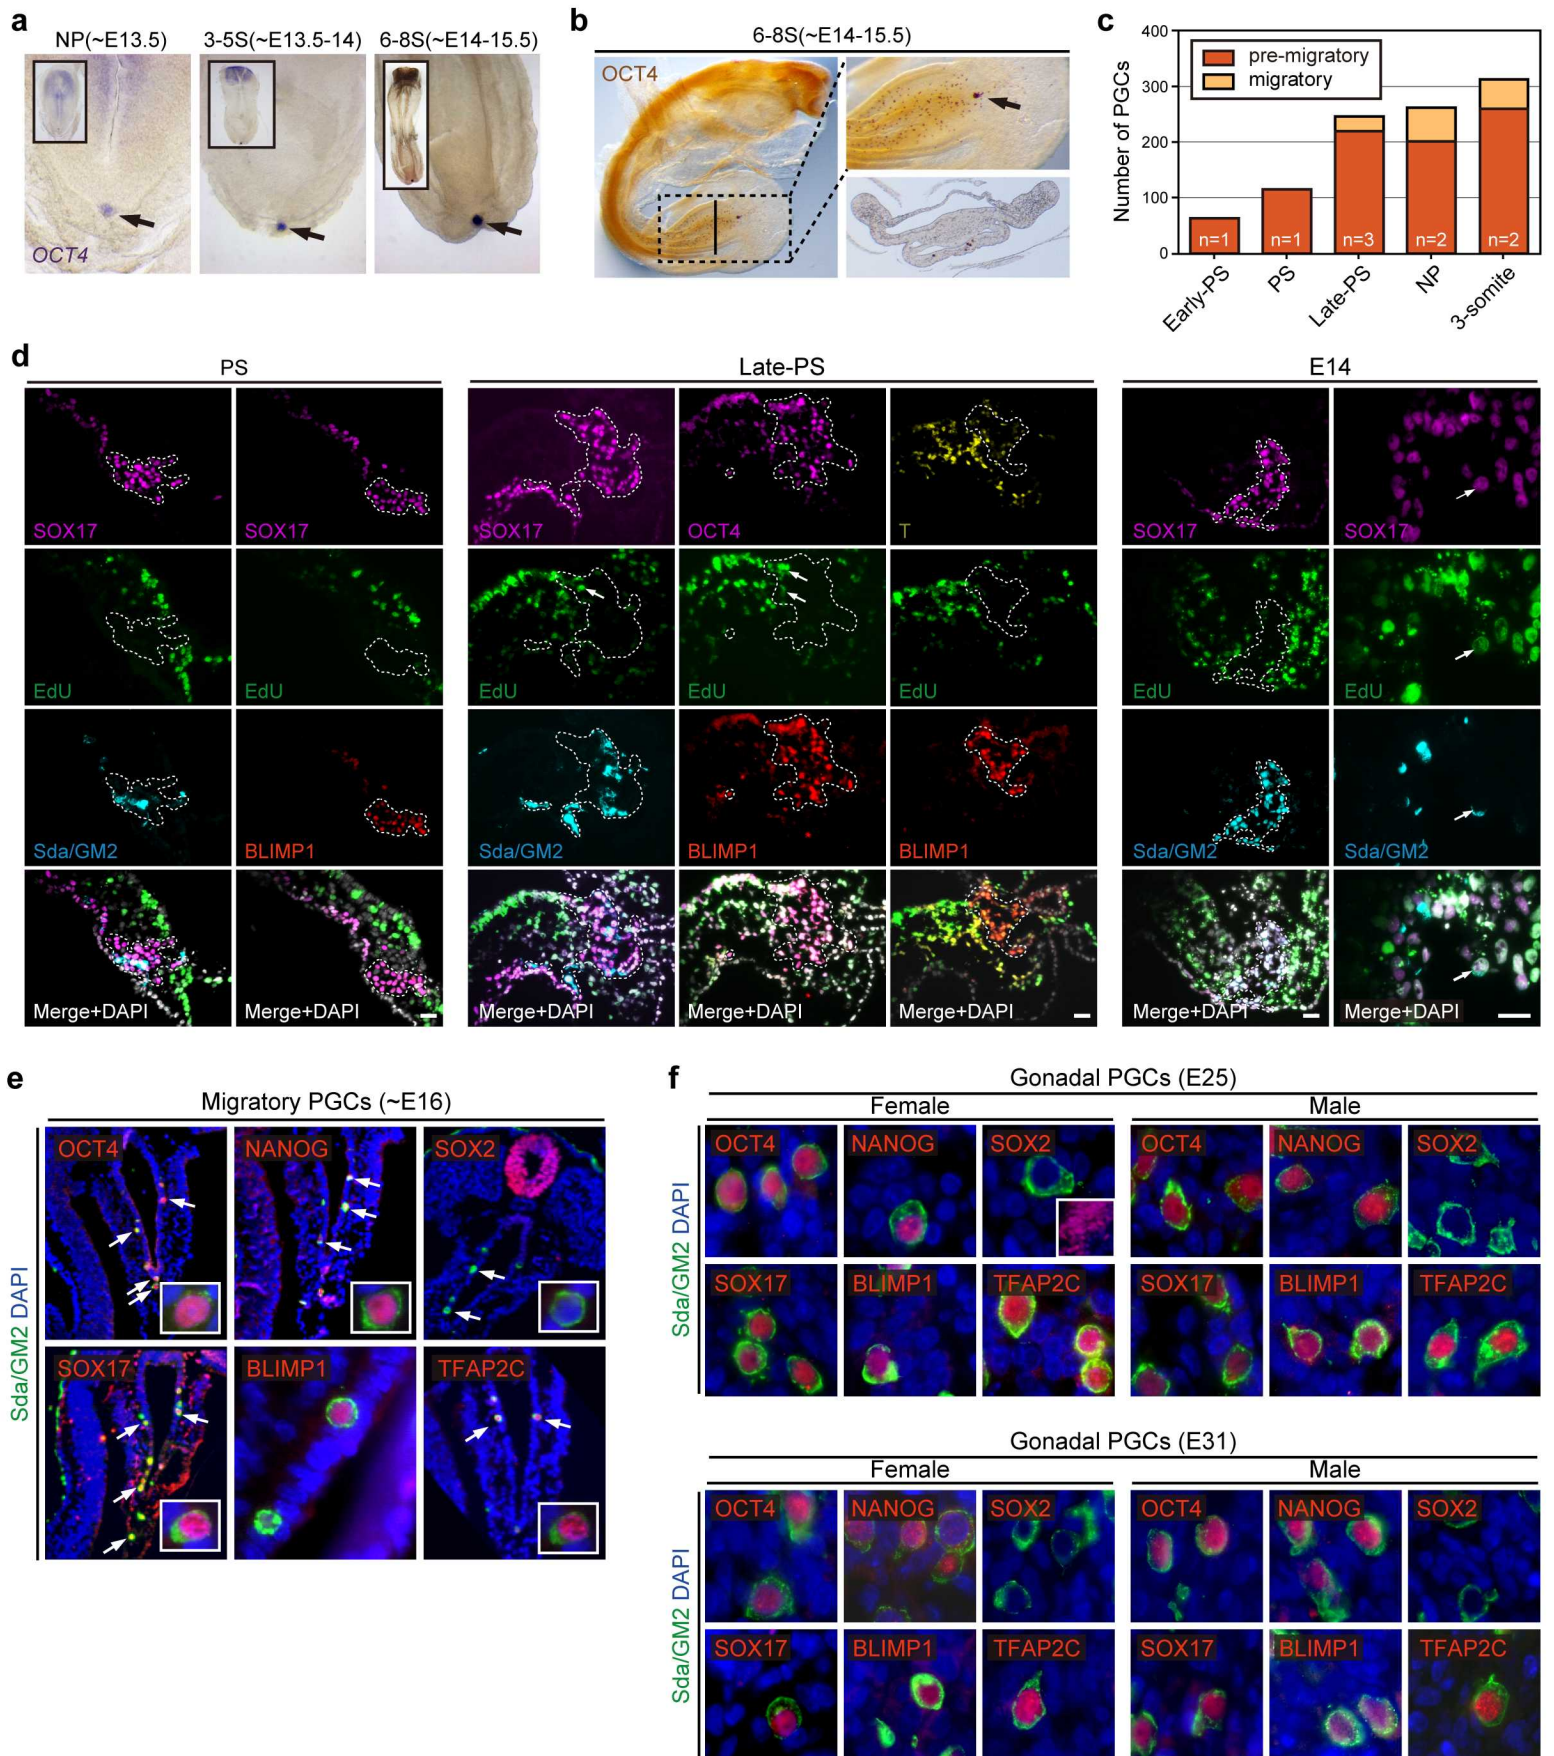 a
NP(~E13.5)
3-5S(~E13.5-14)
6-8S(~E14-15.5)
OCT4
b
6-8S(~E14-15.5)
OCT4
c
Number of PGCs
400
300
200
100
0
pre-migratory
migratory
n=1
n=1
n=3
n=2
n=2
Early-PS
PS
Late-PS
NP
3-somite
d
PS
Late-PS
E14
SOX17
SOX17
SOX17
OCT4
T
SOX17
SOX17
EdU
EdU
EdU
EdU
EdU
EdU
EdU
Sda/GM2
BLIMP1
Sda/GM2
BLIMP1
BLIMP1
Sda/GM2
Sda/GM2
Merge+DAPI
Merge+DAPI
Merge+DAPI
Merge+DAPI
Merge+DAPI
Merge+DAPI
Merge+DAPI
e
Migratory PGCs (~E16)
Sda/GM2 DAPI
OCT4
NANOG
SOX2
SOX17
BLIMP1
TFAP2C
f
Gonadal PGCs (E25)
Female
Male
Sda/GM2 DAPI
OCT4
NANOG
SOX2
OCT4
NANOG
SOX2
SOX17
BLIMP1
TFAP2C
SOX17
BLIMP1
TFAP2C
Gonadal PGCs (E31)
Female
Male
Sda/GM2 DAPI
OCT4
NANOG
SOX2
OCT4
NANOG
SOX2
SOX17
BLIMP1
TFAP2C
SOX17
BLIMP1
TFAP2C